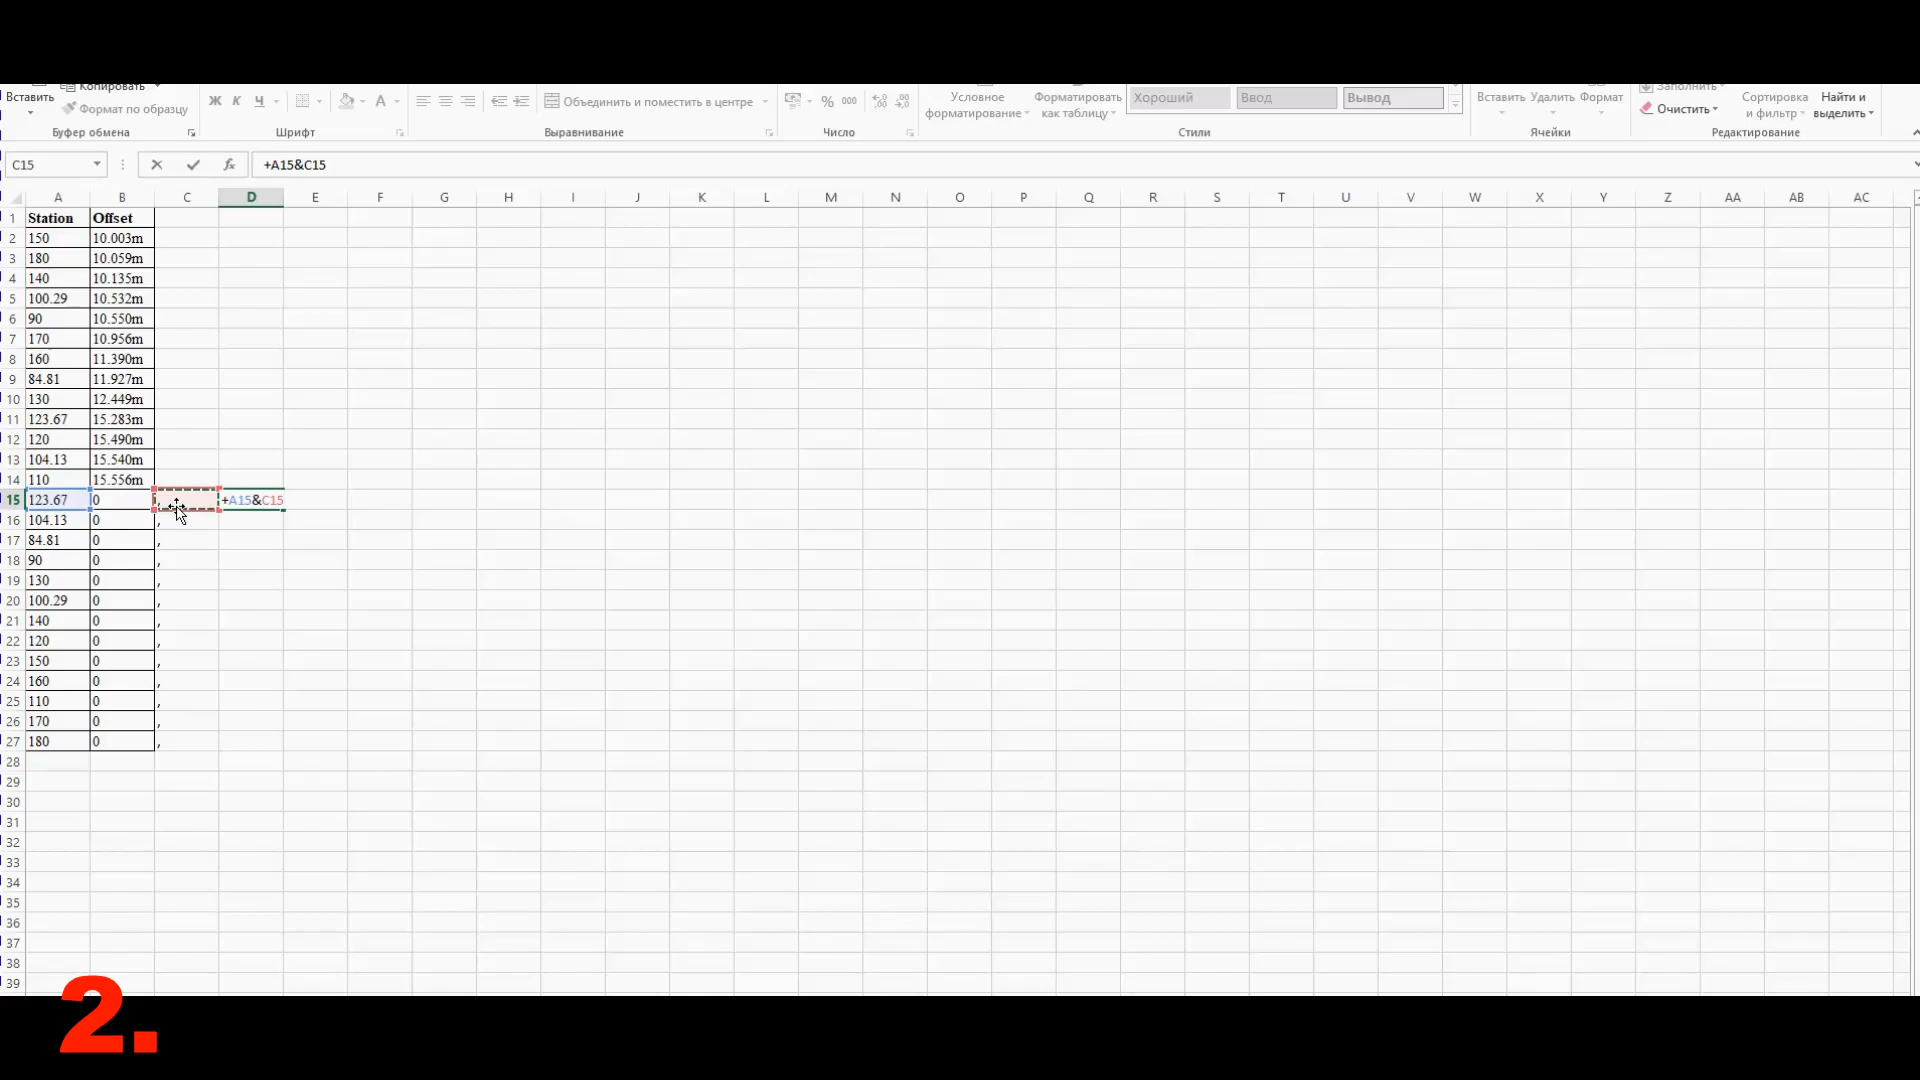 Копировать
Вставить
Формат по образцу
Буфер обмена
Ж К Ч
A
Шрифт
Объединить и поместить в центре
Выравнивание
% 000
Число
Условное форматирование
Форматировать как таблицу
Хороший
Ввод
Вывод
Стили
Вставить Удалить Формат
Ячейки
Заполнить
Очистить
Сортировка и фильтр
Найти и выделить
Редактирование
C15
fx
+A15&C15
A B C D E F G H I J K L M N O P Q R S T U V W X Y Z AA AB AC
1 Station Offset
2 150 10.003m
3 180 10.059m
4 140 10.135m
5 100.29 10.532m
6 90 10.550m
7 170 10.956m
8 160 11.390m
9 84.81 11.927m
10 130 12.449m
11 123.67 15.283m
12 120 15.490m
13 104.13 15.540m
14 110 15.556m
15 123.67 0 , +A15&C15
16 104.13 0 ,
17 84.81 0 ,
18 90 0 ,
19 130 0 ,
20 100.29 0 ,
21 140 0 ,
22 120 0 ,
23 150 0 ,
24 160 0 ,
25 110 0 ,
26 170 0 ,
27 180 0 ,
28
29
30
31
32
33
34
35
36
37
38
39
2.